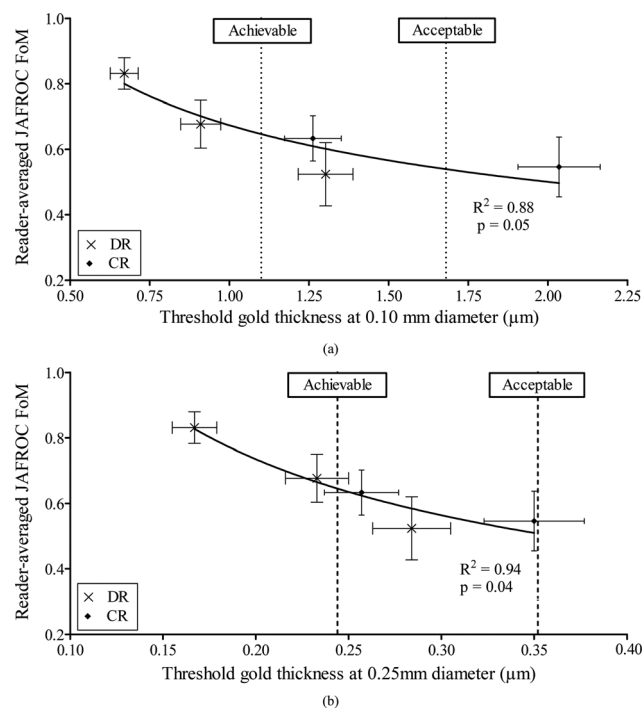 (a)
Achievable
Acceptable
1.0
0.8
0.6
0.4
0.2
Reader-averaged JAFROC FoM
R² = 0.88
p = 0.05
DR
CR
0.50 0.75 1.00 1.25 1.50 1.75 2.00 2.25
Threshold gold thickness at 0.10 mm diameter (µm)
(a)
Achievable
Acceptable
1.0
0.8
0.6
0.4
0.2
Reader-averaged JAFROC FoM
R² = 0.94
p = 0.04
DR
CR
0.10 0.15 0.20 0.25 0.30 0.35 0.40
Threshold gold thickness at 0.25mm diameter (µm)
(b)